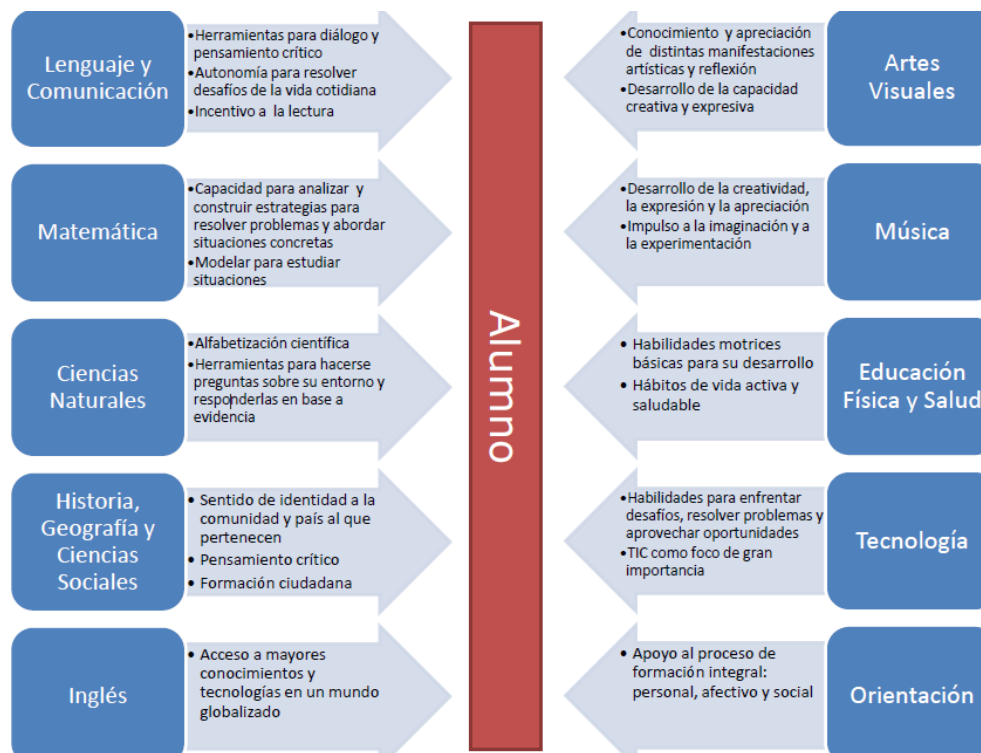 Lenguaje y
Comunicación
•Herramientas para diálogo y
pensamiento crítico
•Autonomía para resolver
desafíos de la vida cotidiana
•Incentivo a la lectura
Matemática
•Capacidad para analizar y
construir estrategias para
resolver problemas y abordar
situaciones concretas
•Modelar para estudiar
situaciones
Ciencias
Naturales
•Alfabetización científica
•Herramientas para hacerse
preguntas sobre su entorno y
responderlas en base a
evidencia
Historia,
Geografía y
Ciencias
Sociales
• Sentido de identidad a la
comunidad y país al que
pertenecen
• Pensamiento crítico
• Formación ciudadana
Inglés
• Acceso a mayores
conocimientos y
tecnologías en un mundo
globalizado
Alumno
•Conocimiento y apreciación
de distintas manifestaciones
artísticas y reflexión
•Desarrollo de la capacidad
creativa y expresiva
Artes
Visuales
•Desarrollo de la creatividad,
la expresión y la apreciación
•Impulso a la imaginación y a
la experimentación
Música
• Habilidades motrices
básicas para su desarrollo
• Hábitos de vida activa y
saludable
Educación
Física y Salud
•Habilidades para enfrentar
desafíos, resolver problemas y
aprovechar oportunidades
•TIC como foco de gran
importancia
Tecnología
• Apoyo al proceso de
formación integral:
personal, afectivo y social
Orientación